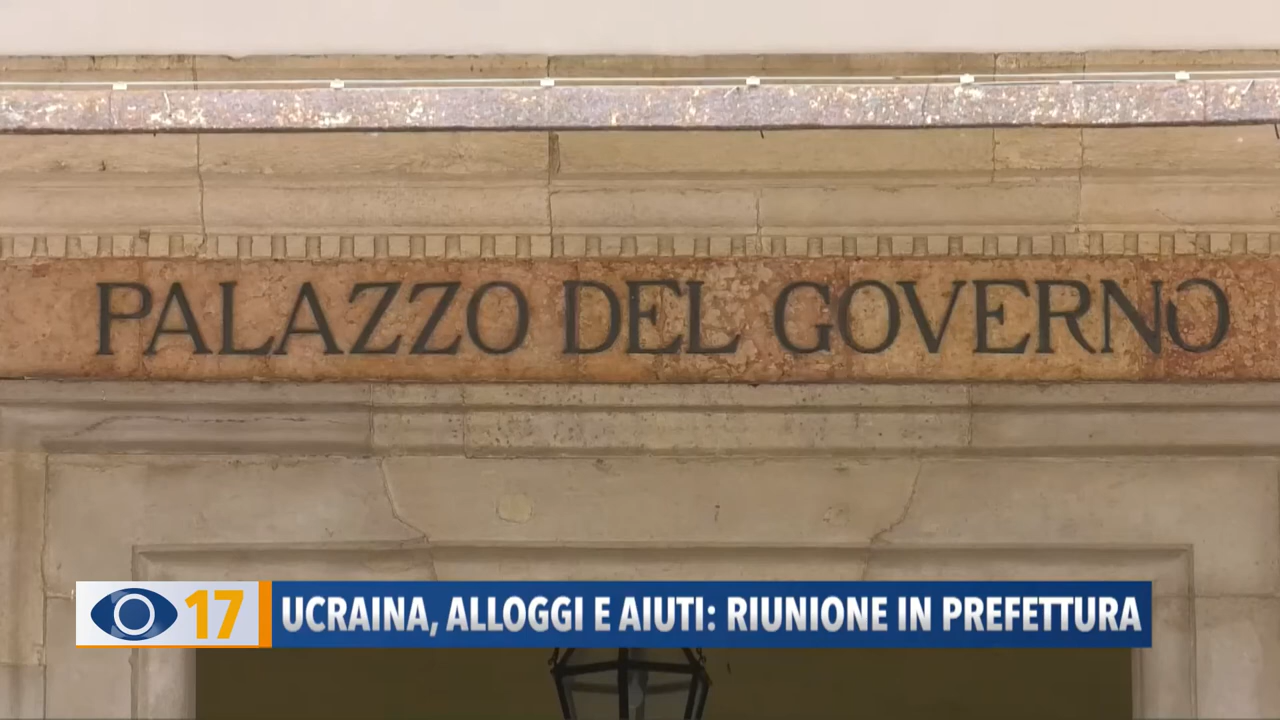 PALAZZO DEL GOVERNO
17 UCRAINA, ALLOGGI E AIUTI: RIUNIONE IN PREFETTURA